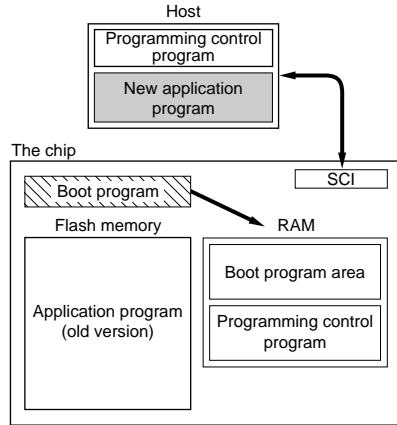 Host
Programming control
program
New application
program
The chip
SCI
Boot program
Flash memory
RAM
Application program
(old version)
Boot program area
Programming control
program